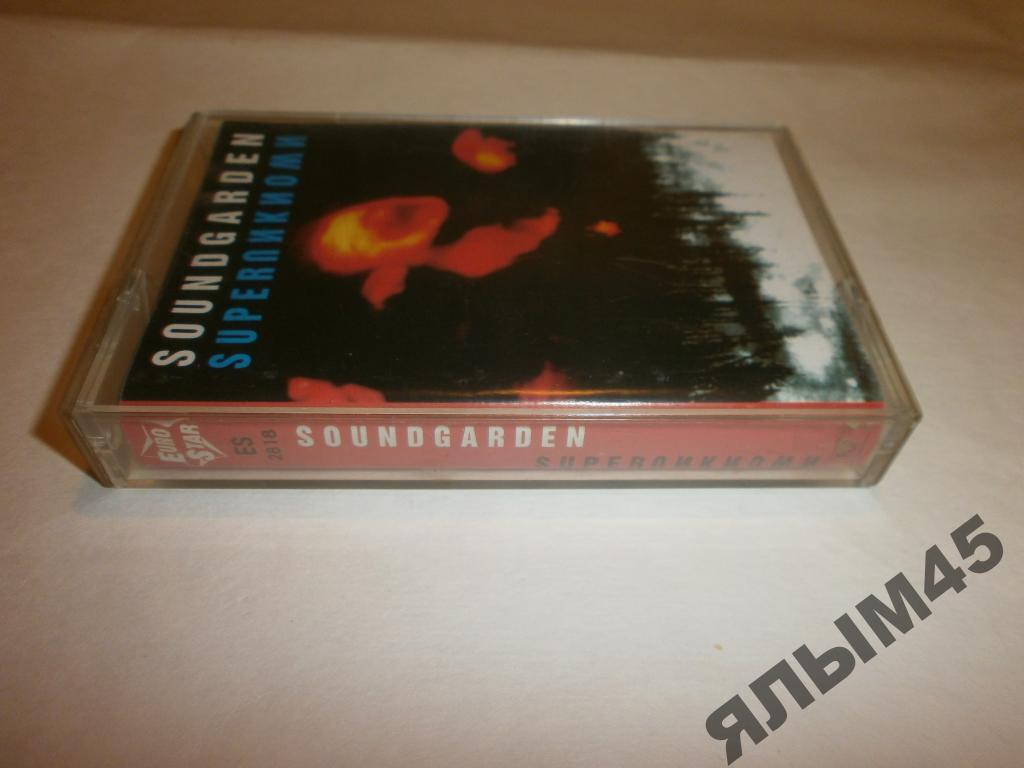 SOUNDGARDEN
SUPERUNKNOWN
EURO
STAR
ES
2818
SOUNDGARDEN
SUPERUNKNOWN
ЯЛЫМ45